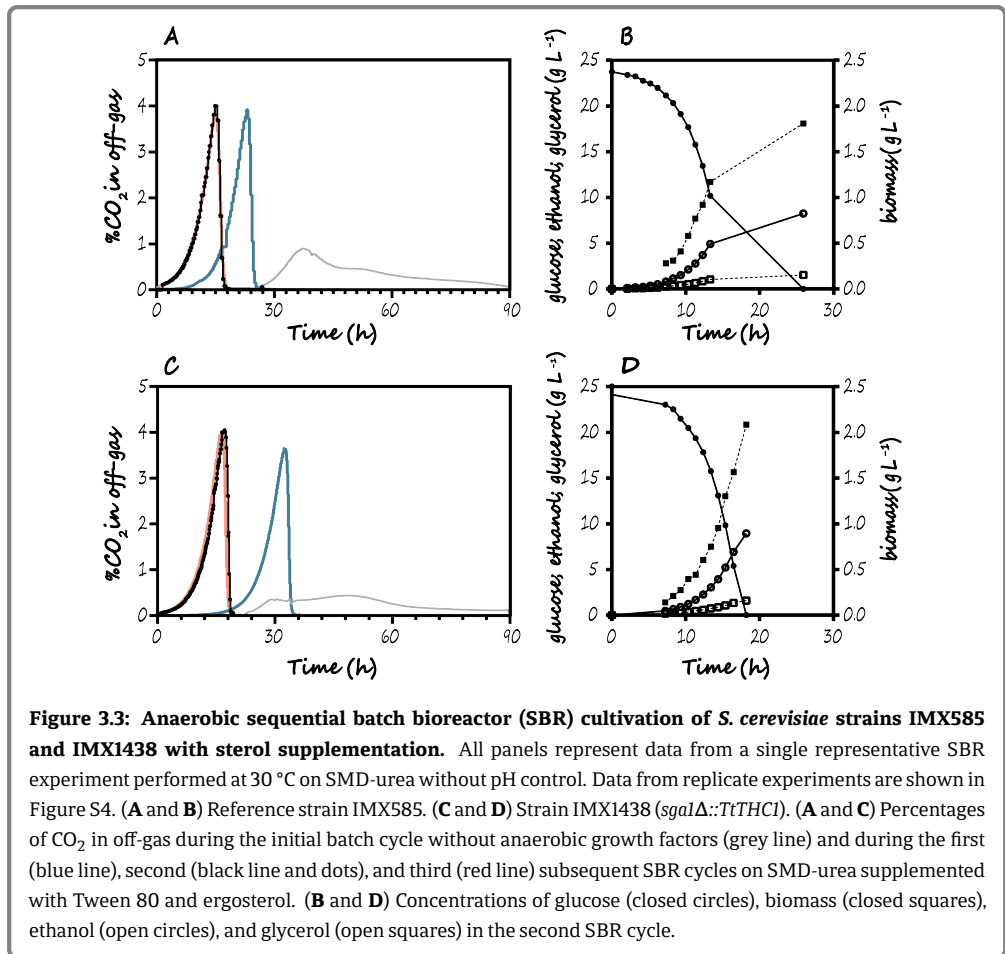 A
B
%CO2 in off-gas
5
4
3
2
1
0
0 30 60 90
Time (h)
glucose; ethanol; glycerol (g L⁻¹)
25
20
15
10
5
0
0 10 20 30
Time (h)
2.5
2.0
1.5
1.0
0.5
0.0
biomass(g L⁻¹)
C
D
%CO2 in off-gas
5
4
3
2
1
0
0 30 60 90
Time (h)
glucose; ethanol; glycerol (g L⁻¹)
25
20
15
10
5
0
0 10 20 30
Time (h)
2.5
2.0
1.5
1.0
0.5
0.0
biomass(g L⁻¹)
Figure 3.3: Anaerobic sequential batch bioreactor (SBR) cultivation of S. cerevisiae strains IMX585
and IMX1438 with sterol supplementation. All panels represent data from a single representative SBR
experiment performed at 30 °C on SMD-urea without pH control. Data from replicate experiments are shown in
Figure S4. (A and B) Reference strain IMX585. (C and D) Strain IMX1438 (sga1Δ::TtTHC1). (A and C) Percentages
of CO2 in off-gas during the initial batch cycle without anaerobic growth factors (grey line) and during the first
(blue line), second (black line and dots), and third (red line) subsequent SBR cycles on SMD-urea supplemented
with Tween 80 and ergosterol. (B and D) Concentrations of glucose (closed circles), biomass (closed squares),
ethanol (open circles), and glycerol (open squares) in the second SBR cycle.